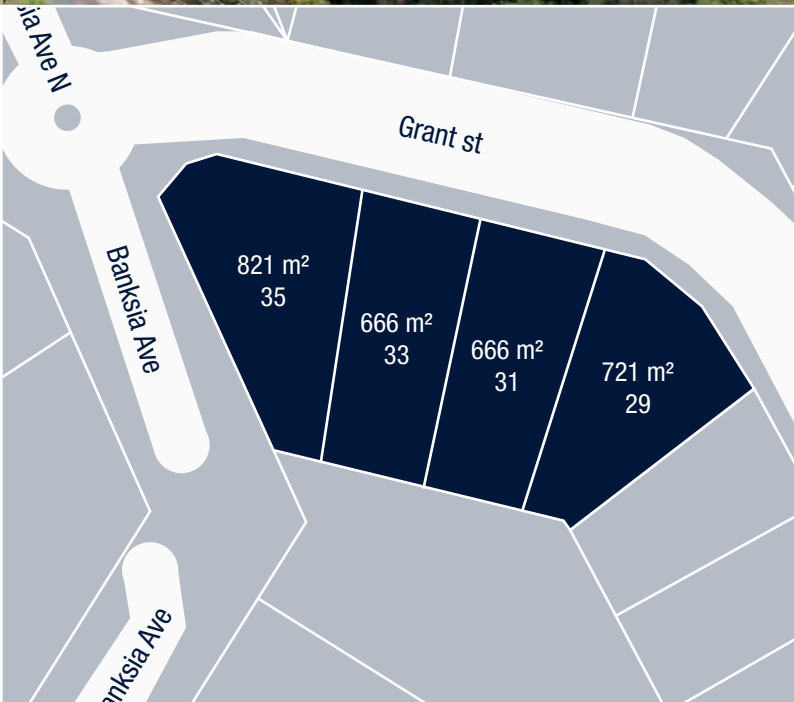 ia Ave N
Grant st
Banksia Ave
821 m²
35
666 m²
33
666 m²
31
721 m²
29
anksia Ave